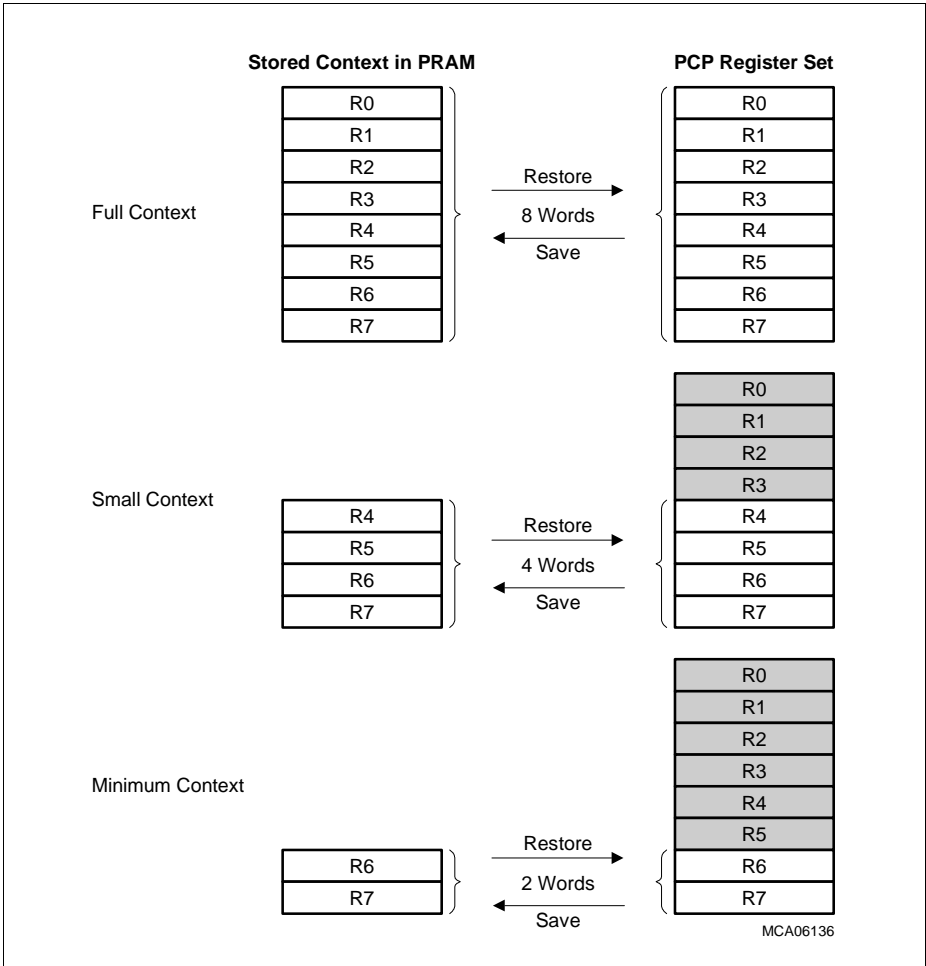 Stored Context in PRAM
PCP Register Set
R0
R0
R1
R1
R2
R2
Restore
R3
R3
Full Context
8 Words
R4
R4
Save
R5
R5
R6
R6
R7
R7
R0
R1
R2
R3
Small Context
R4
R4
Restore
R5
R5
4 Words
R6
R6
Save
R7
R7
R0
R1
R2
R3
Minimum Context
R4
R5
Restore
R6
R6
2 Words
R7
R7
Save
MCA06136